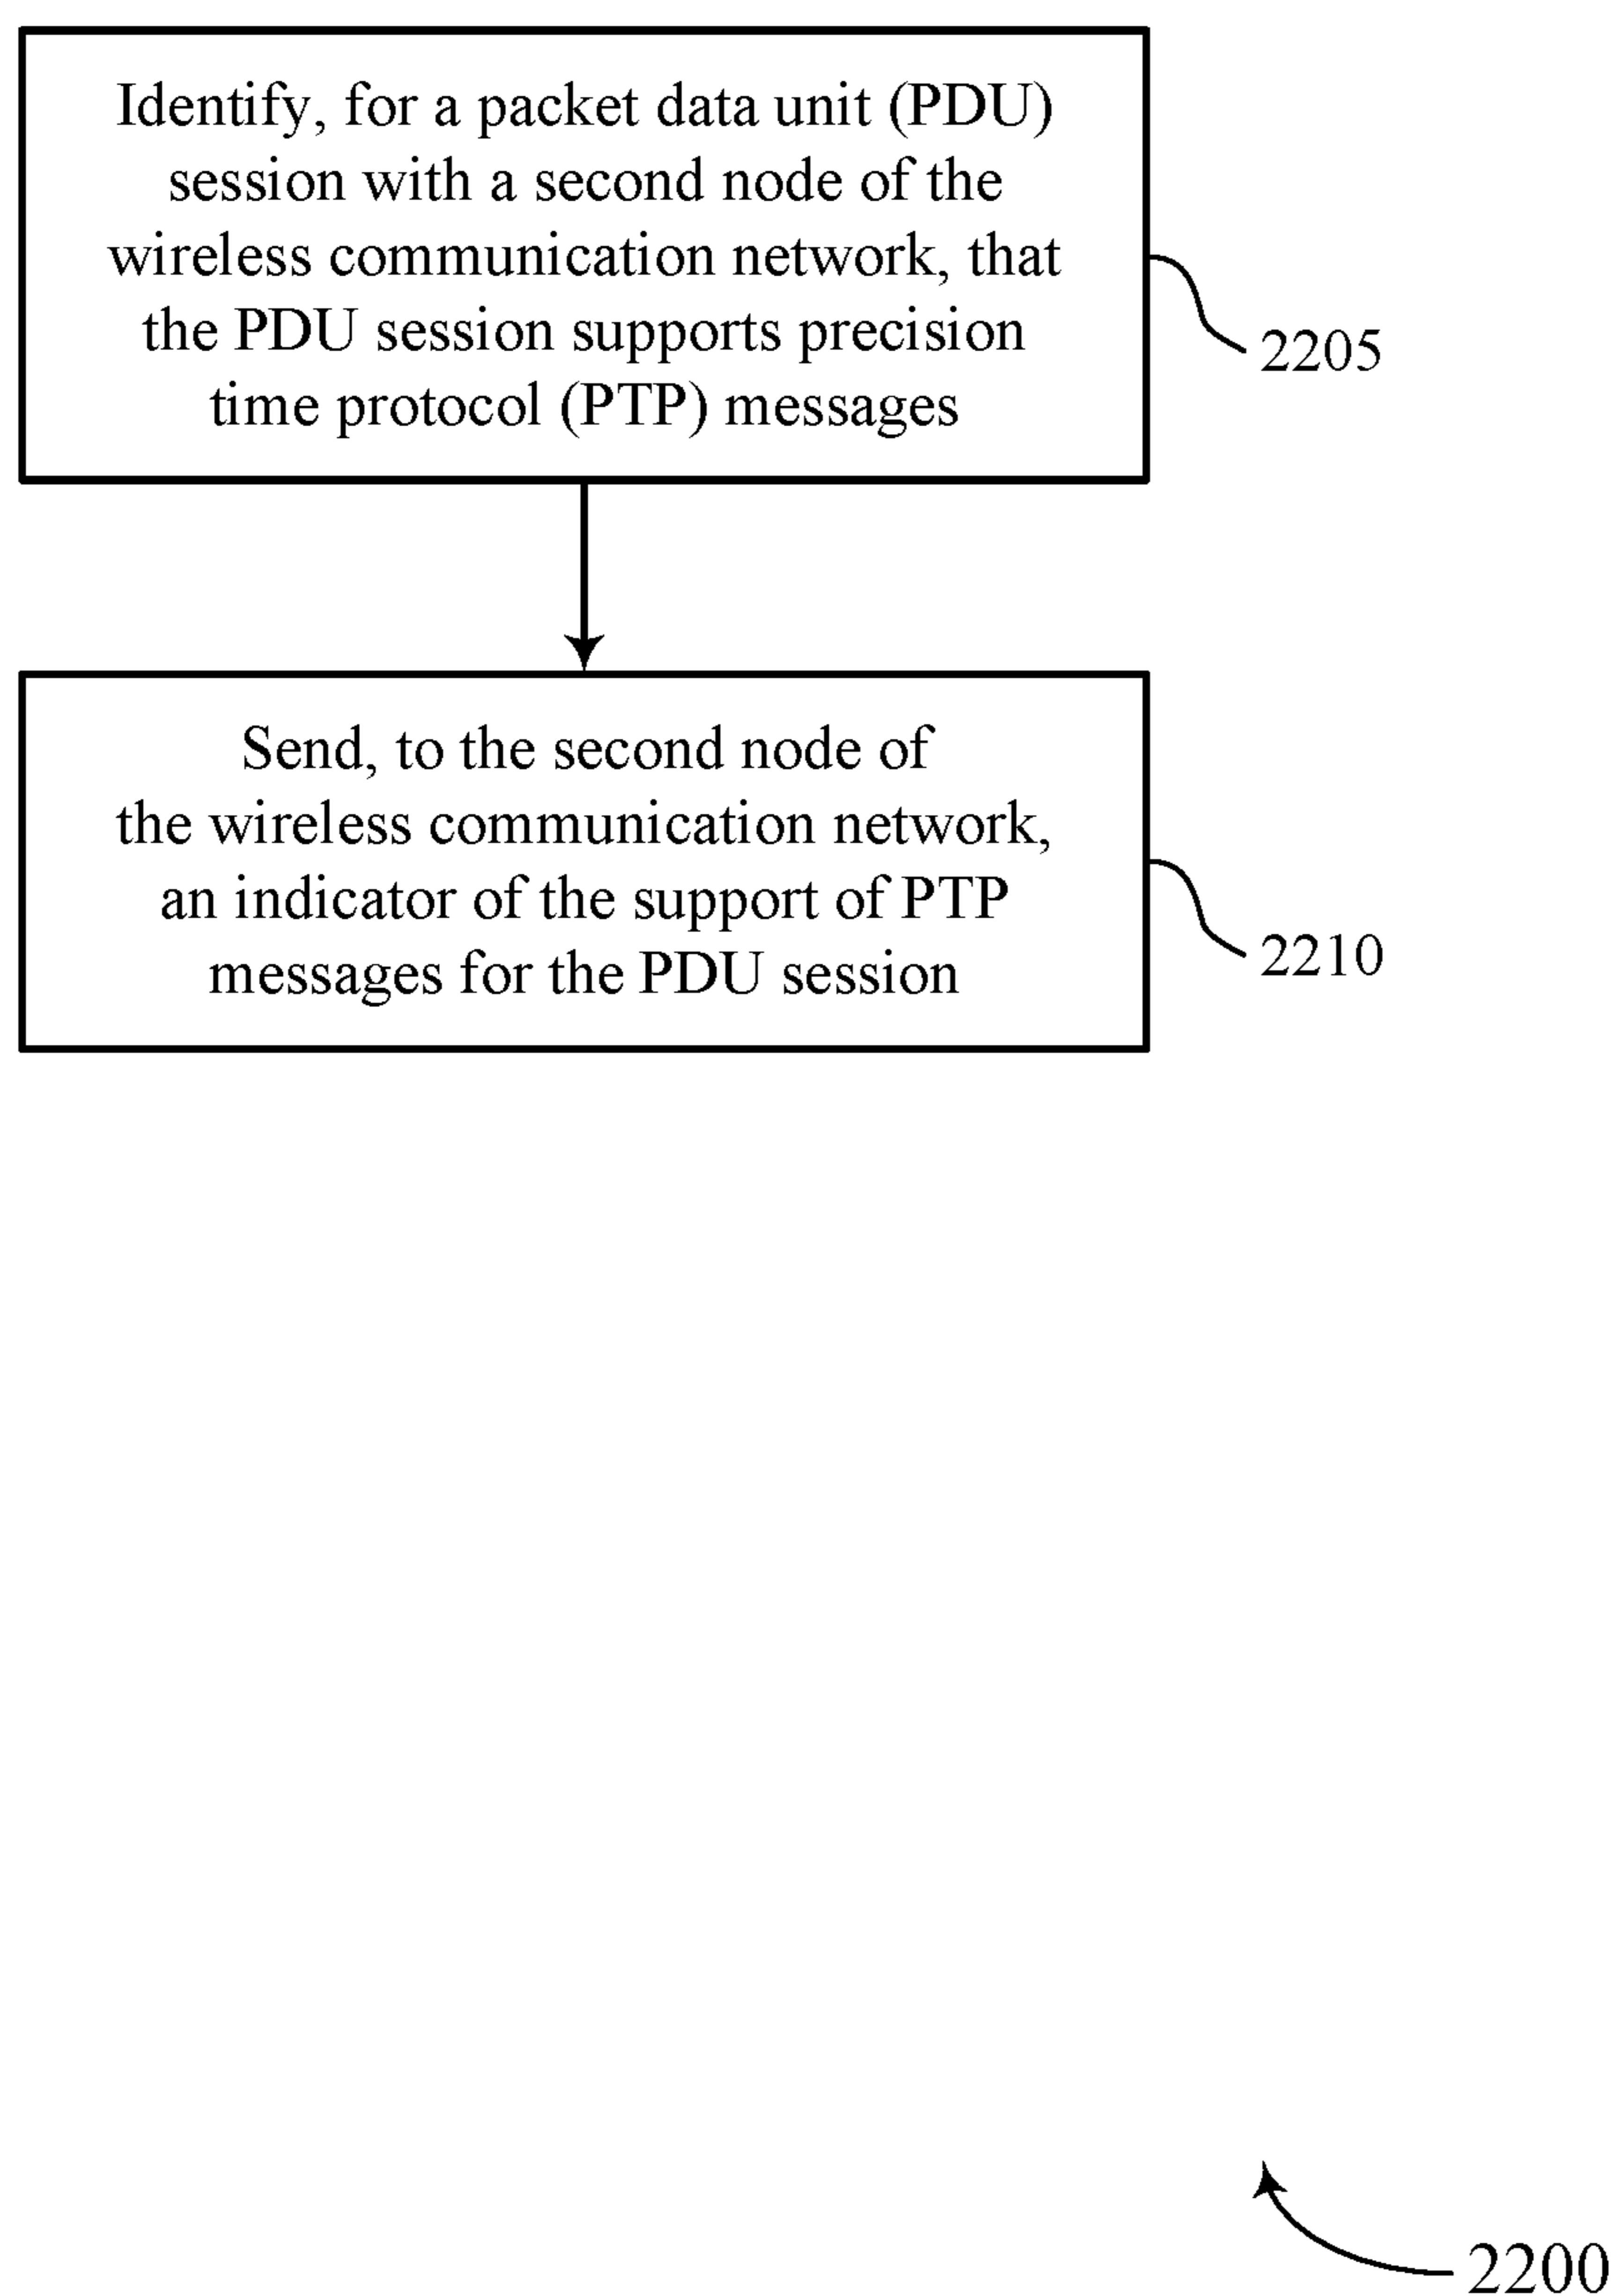 Identify, for a packet data unit (PDU)
session with a second node of the
wireless communication network, that
the PDU session supports precision
time protocol (PTP) messages
2205
Send, to the second node of
the wireless communication network,
an indicator of the support of PTP
messages for the PDU session
2210
2200